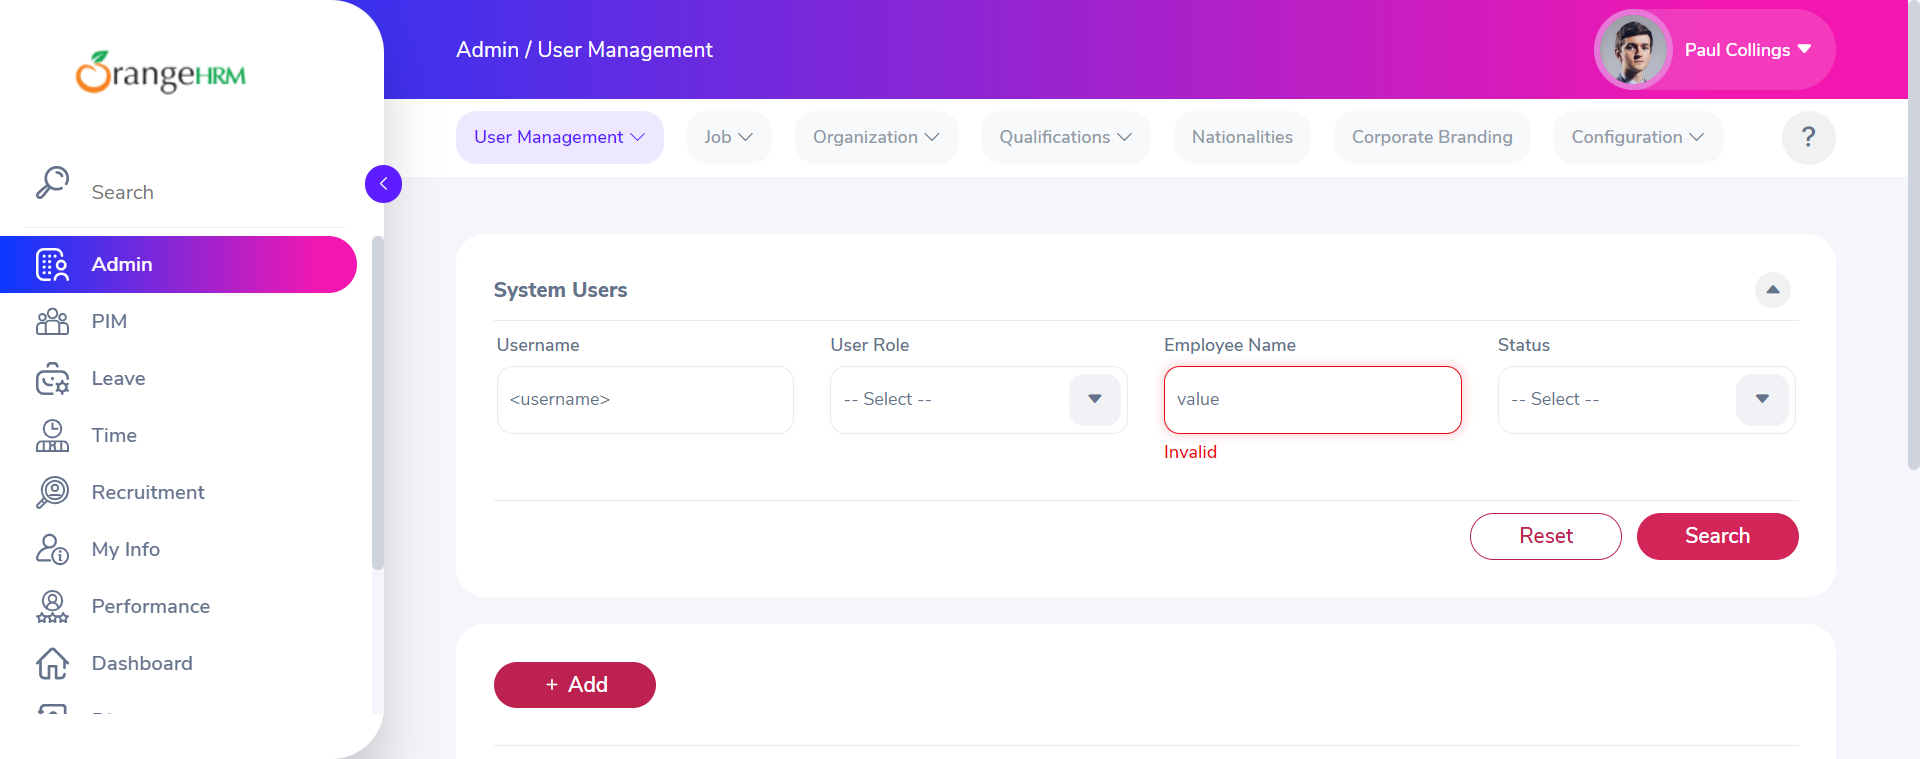 OrangeHRM
Admin / User Management
Paul Collings
User Management
Job
Organization
Qualifications
Nationalities
Corporate Branding
Configuration
?
Search
Admin
PIM
Leave
Time
Recruitment
My Info
Performance
Dashboard
System Users
Username
User Role
Employee Name
Status
<username>
-- Select --
value
-- Select --
Invalid
Reset
Search
+ Add